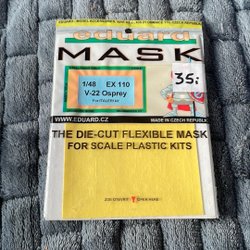 eduard
MASK
1/48 EX 110
V-22 Osprey
35:-
WWW.EDUARD.CZ
MADE IN CZECH REPUBLIC
THE DIE-CUT FLEXIBLE MASK
FOR SCALE PLASTIC KITS